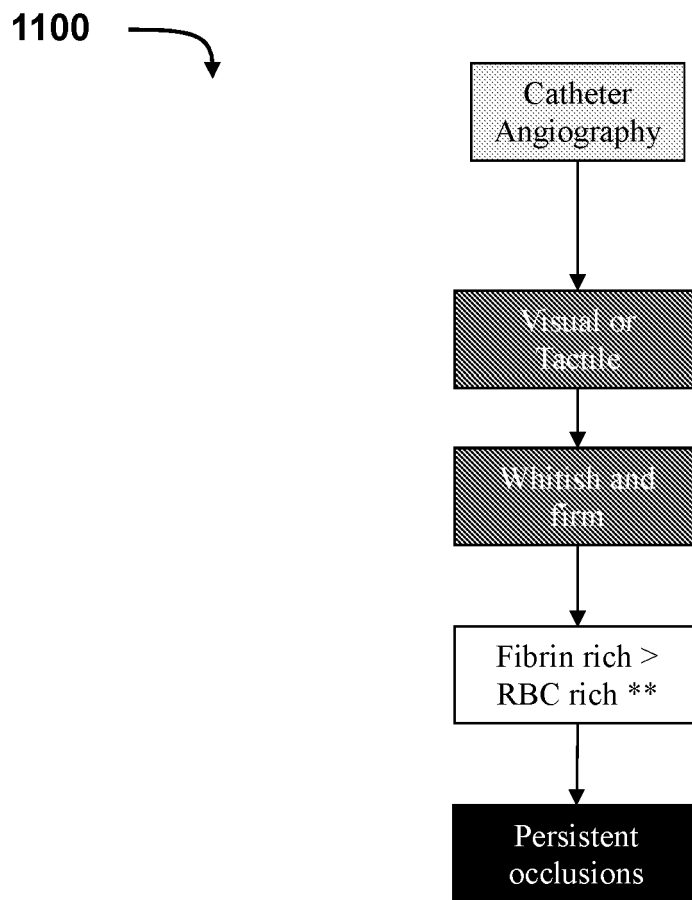 1100
Catheter
Angiography
Visual or
Tactile
Whitish and
firm
Fibrin rich >
RBC rich **
Persistent
occlusions